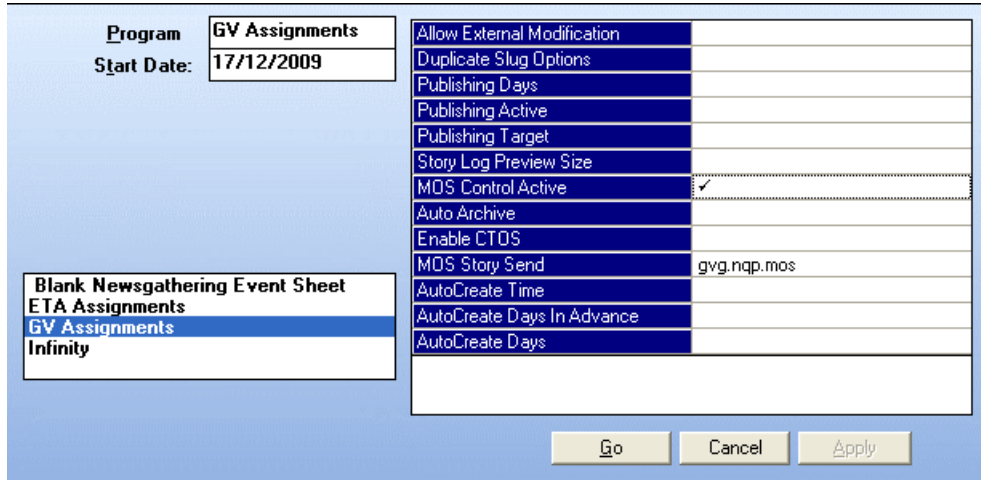 Program
GV Assignments
Start Date:
17/12/2009
Blank Newsgathering Event Sheet
ETA Assignments
GV Assignments
Infinity
Allow External Modification
Duplicate Slug Options
Publishing Days
Publishing Active
Publishing Target
Story Log Preview Size
MOS Control Active ✓
Auto Archive
Enable CTOS
MOS Story Send gvg.nqp.mos
AutoCreate Time
AutoCreate Days In Advance
AutoCreate Days
Go Cancel Apply